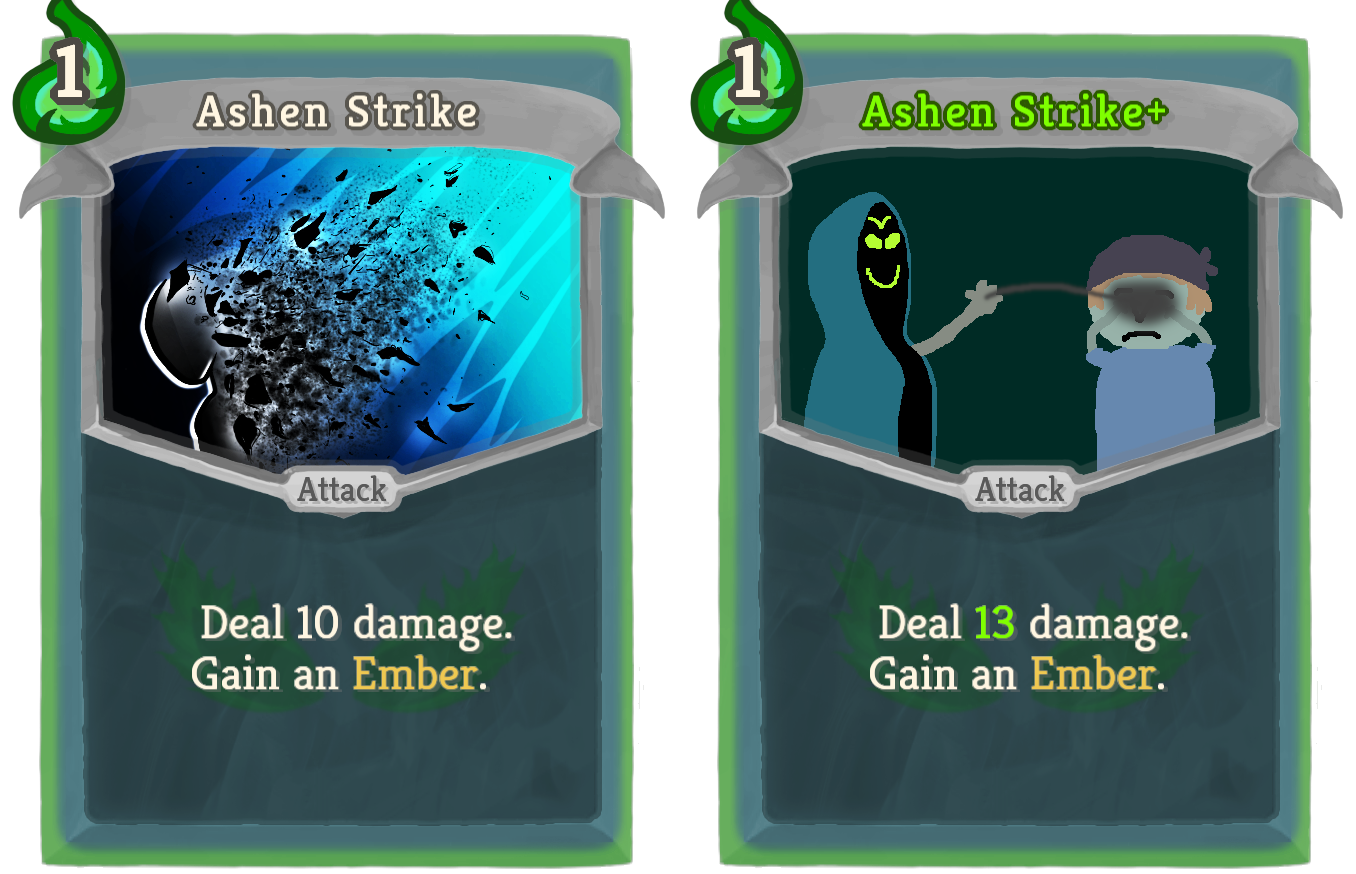 1
Ashen Strike
Attack
Deal 10 damage.
Gain an Ember.
1
Ashen Strike+
Attack
Deal 13 damage.
Gain an Ember.